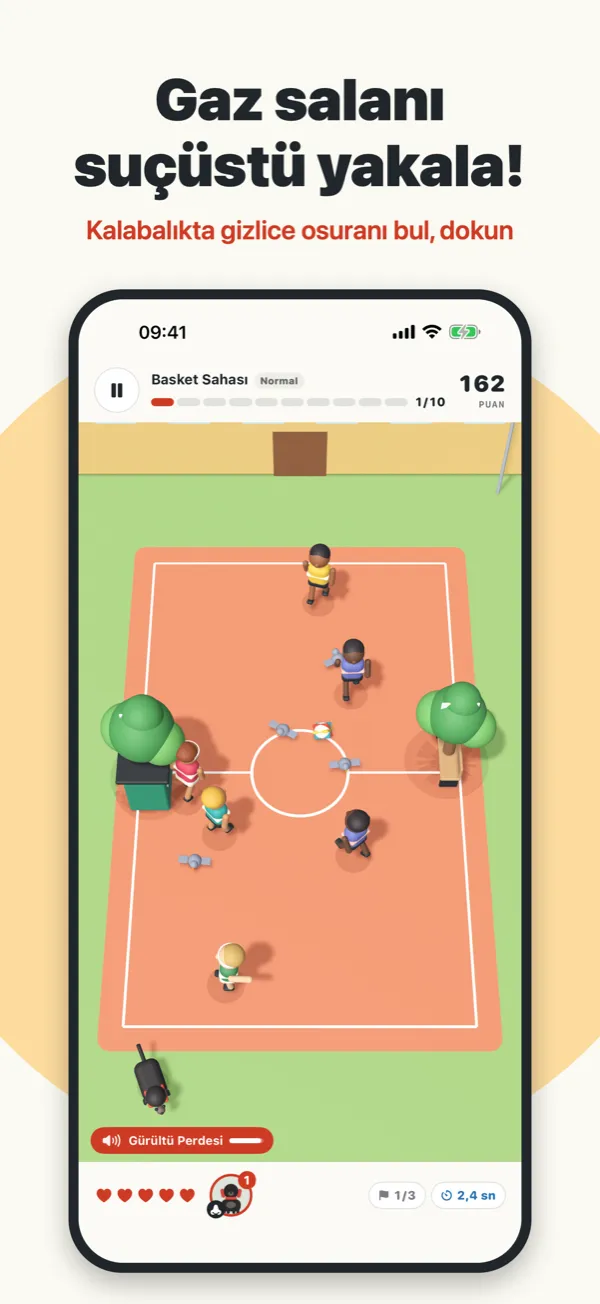 Gaz salanı
suçüstü yakala!
Kalabalıkta gizlice osuranı bul, dokun
09:41
Basket Sahası Normal
1/10
162
PUAN
Gürültü Perdesi
1
1/3
2,4 sn